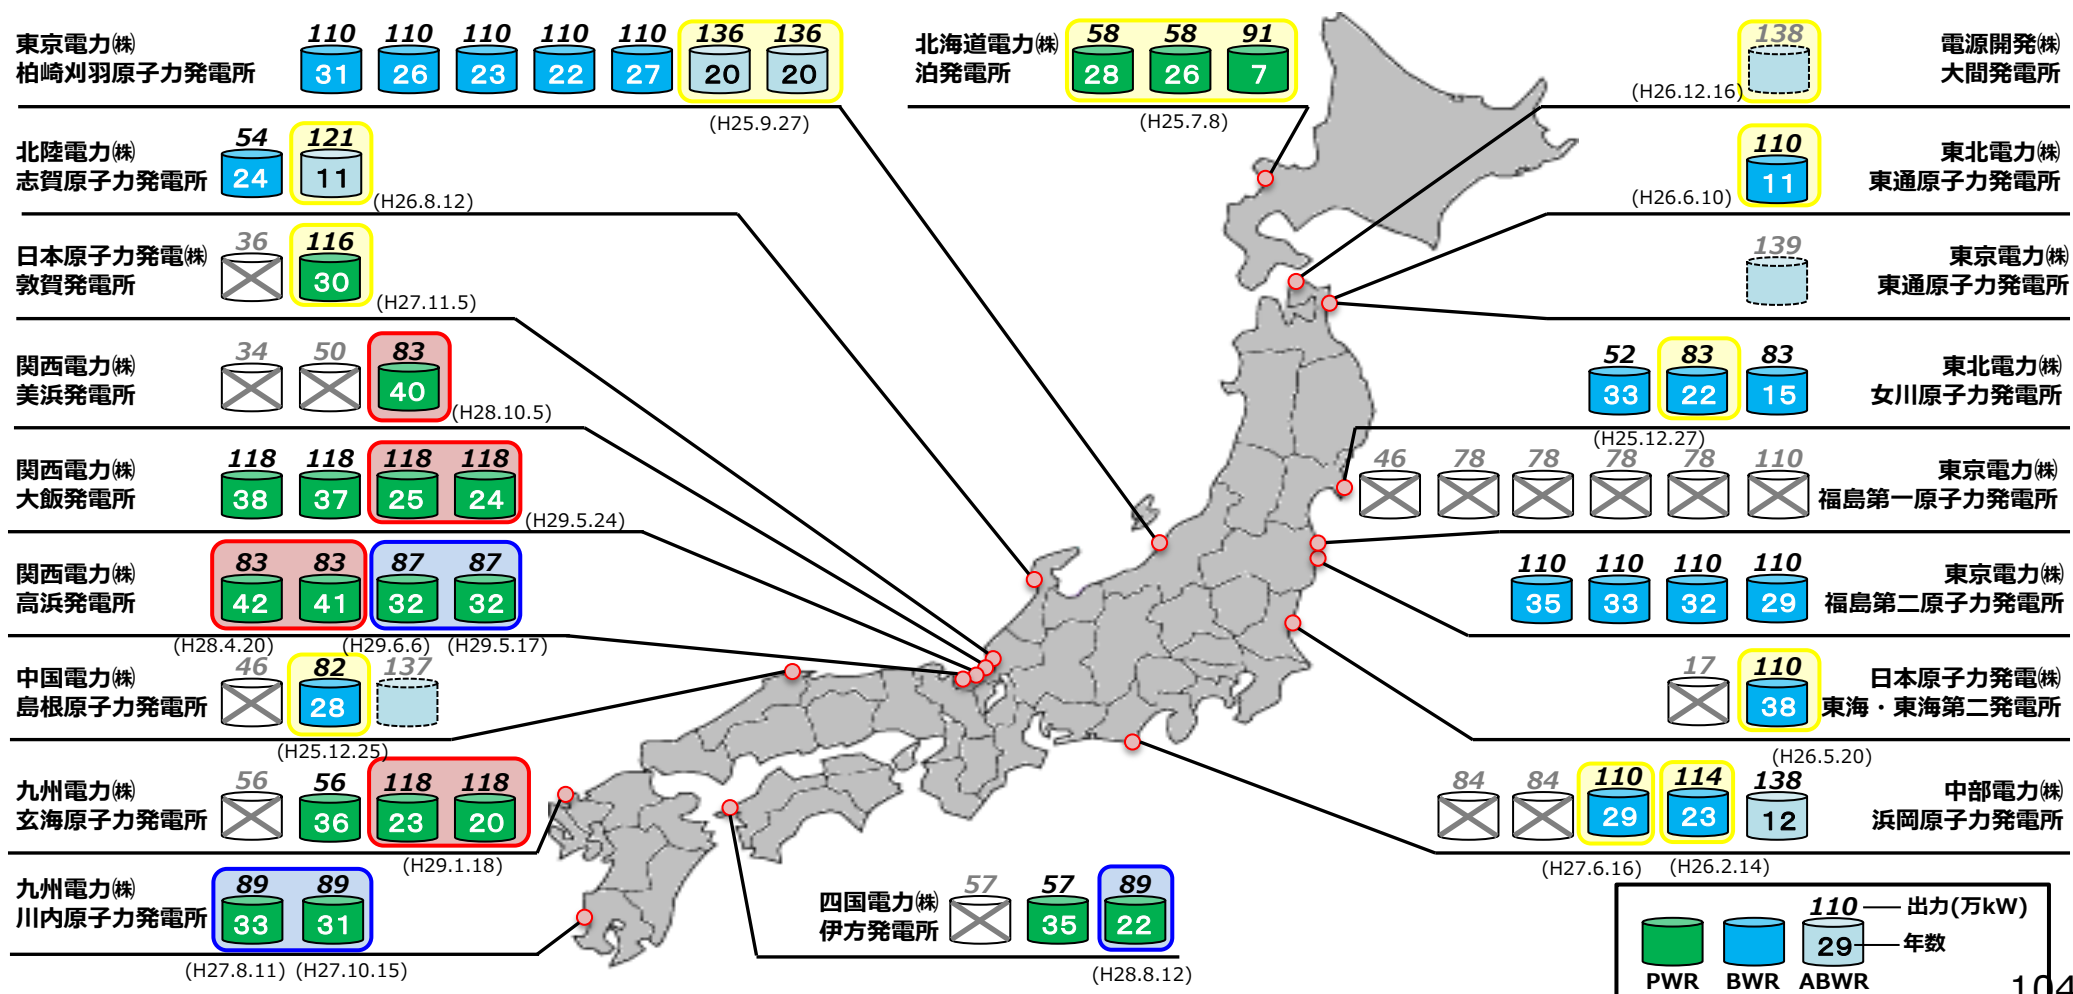 東京電力㈱
柏崎刈羽原子力発電所
110 110 110 110 110 136 136
31 26 23 22 27 20 20
(H25.9.27)
北陸電力㈱
志賀原子力発電所
54 121
24 11
(H26.8.12)
日本原子力発電㈱
敦賀発電所
36 116
30
(H27.11.5)
関西電力㈱
美浜発電所
34 50 83
40
(H28.10.5)
関西電力㈱
大飯発電所
118 118 118 118
38 37 25 24
(H29.5.24)
関西電力㈱
高浜発電所
83 83 87 87
42 41 32 32
(H28.4.20) (H29.6.6) (H29.5.17)
中国電力㈱
島根原子力発電所
46 82 137
28
(H25.12.25)
九州電力㈱
玄海原子力発電所
56 56 118 118
36 23 20
(H29.1.18)
九州電力㈱
川内原子力発電所
89 89
33 31
(H27.8.11) (H27.10.15)
北海道電力㈱
泊発電所
58 58 91
28 26 7
(H25.7.8)
四国電力㈱
伊方発電所
57 57 89
35 22
(H28.8.12)
138
電源開発㈱
大間発電所
(H26.12.16)
110
11
東北電力㈱
東通原子力発電所
(H26.6.10)
139
東京電力㈱
東通原子力発電所
52 83 83
33 22 15
東北電力㈱
女川原子力発電所
(H25.12.27)
46 78 78 78 78 110
東京電力㈱
福島第一原子力発電所
110 110 110 110
35 33 32 29
東京電力㈱
福島第二原子力発電所
17 110
38
日本原子力発電㈱
東海・東海第二発電所
(H26.5.20)
84 84 110 114 138
29 23 12
中部電力㈱
浜岡原子力発電所
(H27.6.16) (H26.2.14)
110 出力(万kW)
29 年数
PWR BWR ABWR
104